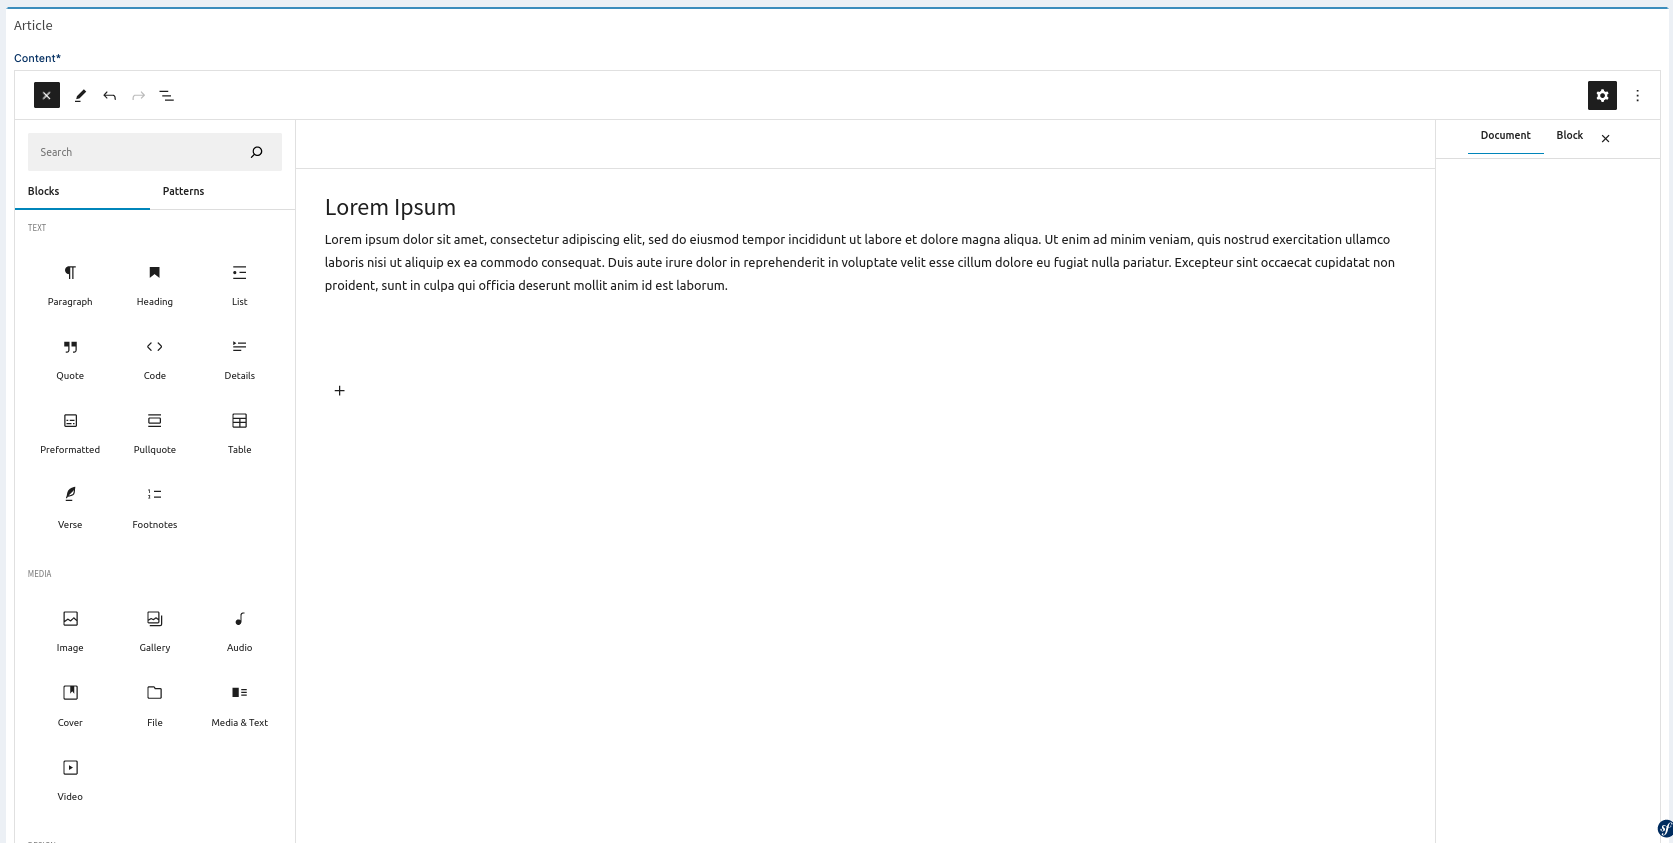 Article
Content*
Search
Blocks Patterns
TEXT
Paragraph Heading List
Quote Code Details
Preformatted Pullquote Table
Verse Footnotes
MEDIA
Image Gallery Audio
Cover File Media & Text
Video
Lorem Ipsum
Lorem ipsum dolor sit amet, consectetur adipiscing elit, sed do eiusmod tempor incididunt ut labore et dolore magna aliqua. Ut enim ad minim veniam, quis nostrud exercitation ullamco
laboris nisi ut aliquip ex ea commodo consequat. Duis aute irure dolor in reprehenderit in voluptate velit esse cillum dolore eu fugiat nulla pariatur. Excepteur sint occaecat cupidatat non
proident, sunt in culpa qui officia deserunt mollit anim id est laborum.
Document Block
sf